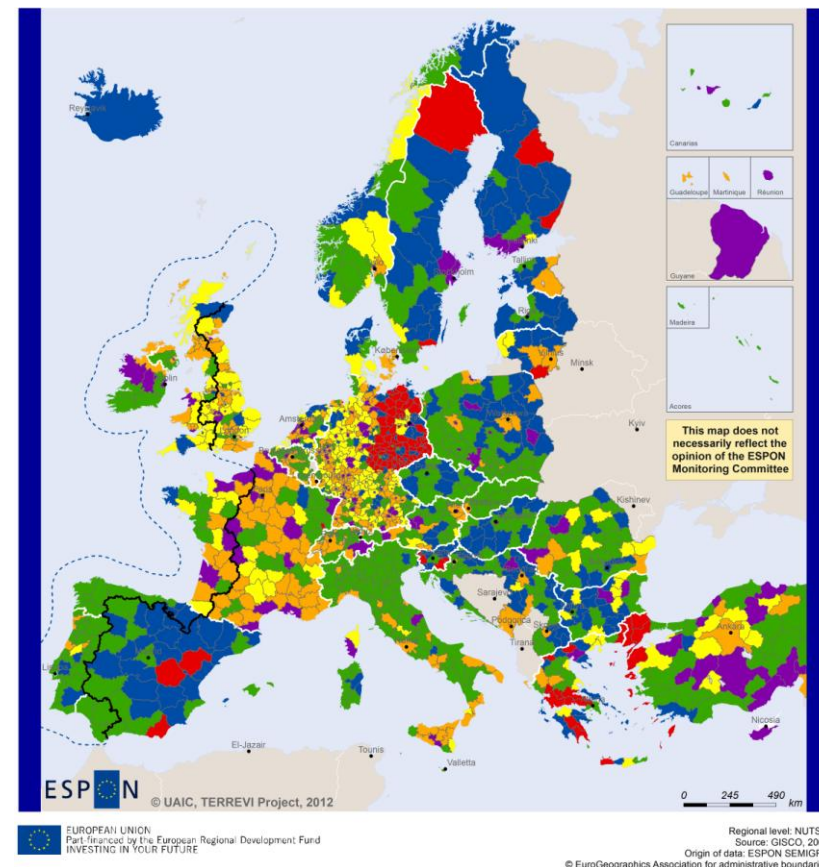 Reykjavik
Canarias
Guadeloupe
Martinique
Réunion
Guyane
Madeira
Acores
This map does not
necessarily reflect the
opinion of the ESPON
Monitoring Committee
Minsk
Kyiv
Kishinev
Sarajevo
Podgorica
Tirana
Ankara
Nicosia
El-Jazair
Tounis
Valletta
ESPON
© UAIC, TERREVI Project, 2012
0 245 490
km
EUROPEAN UNION
Part-financed by the European Regional Development Fund
INVESTING IN YOUR FUTURE
Regional level: NUTS
Source: GISCO, 20
Origin of data: ESPON SEMIGR
© EuroGeographics Association for administrative boundari